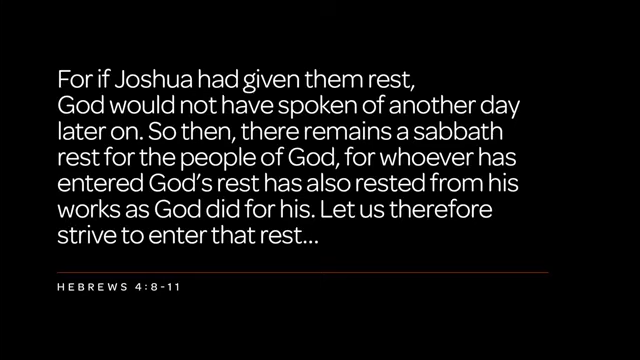 For if Joshua had given them rest,
God would not have spoken of another day
later on. So then, there remains a sabbath
rest for the people of God, for whoever has
entered God’s rest has also rested from his
works as God did for his. Let us therefore
strive to enter that rest...
HEBREWS 4:8-11